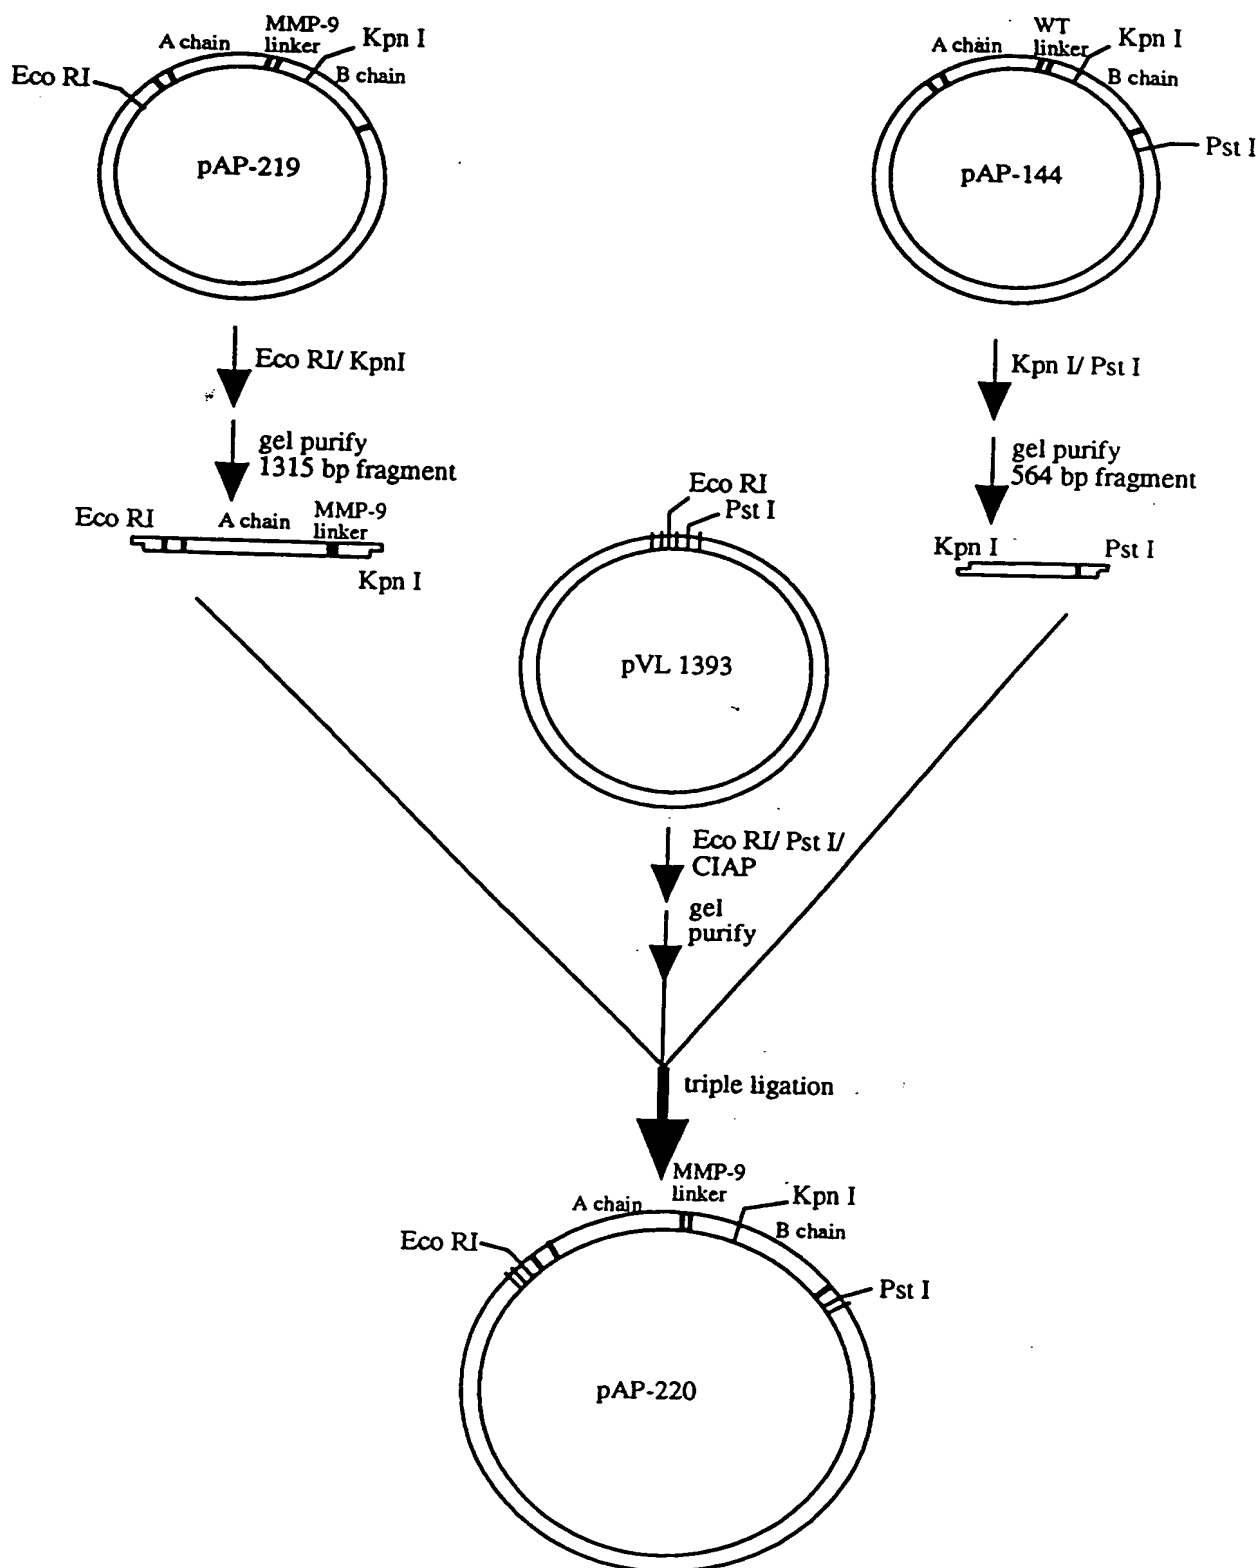 MMP-9
linker
A chain
Kpn I
B chain
Eco RI
pAP-219
WT
linker
A chain
Kpn I
B chain
Pst I
pAP-144
Eco RI/ KpnI
gel purify
1315 bp fragment
Eco RI
A chain
MMP-9
linker
Kpn I
Kpn I/ Pst I
gel purify
564 bp fragment
Kpn I
Pst I
Eco RI
Pst I
pVL 1393
Eco RI/ Pst I/
CIAP
gel
purify
triple ligation
MMP-9
linker
A chain
Kpn I
B chain
Eco RI
Pst I
pAP-220